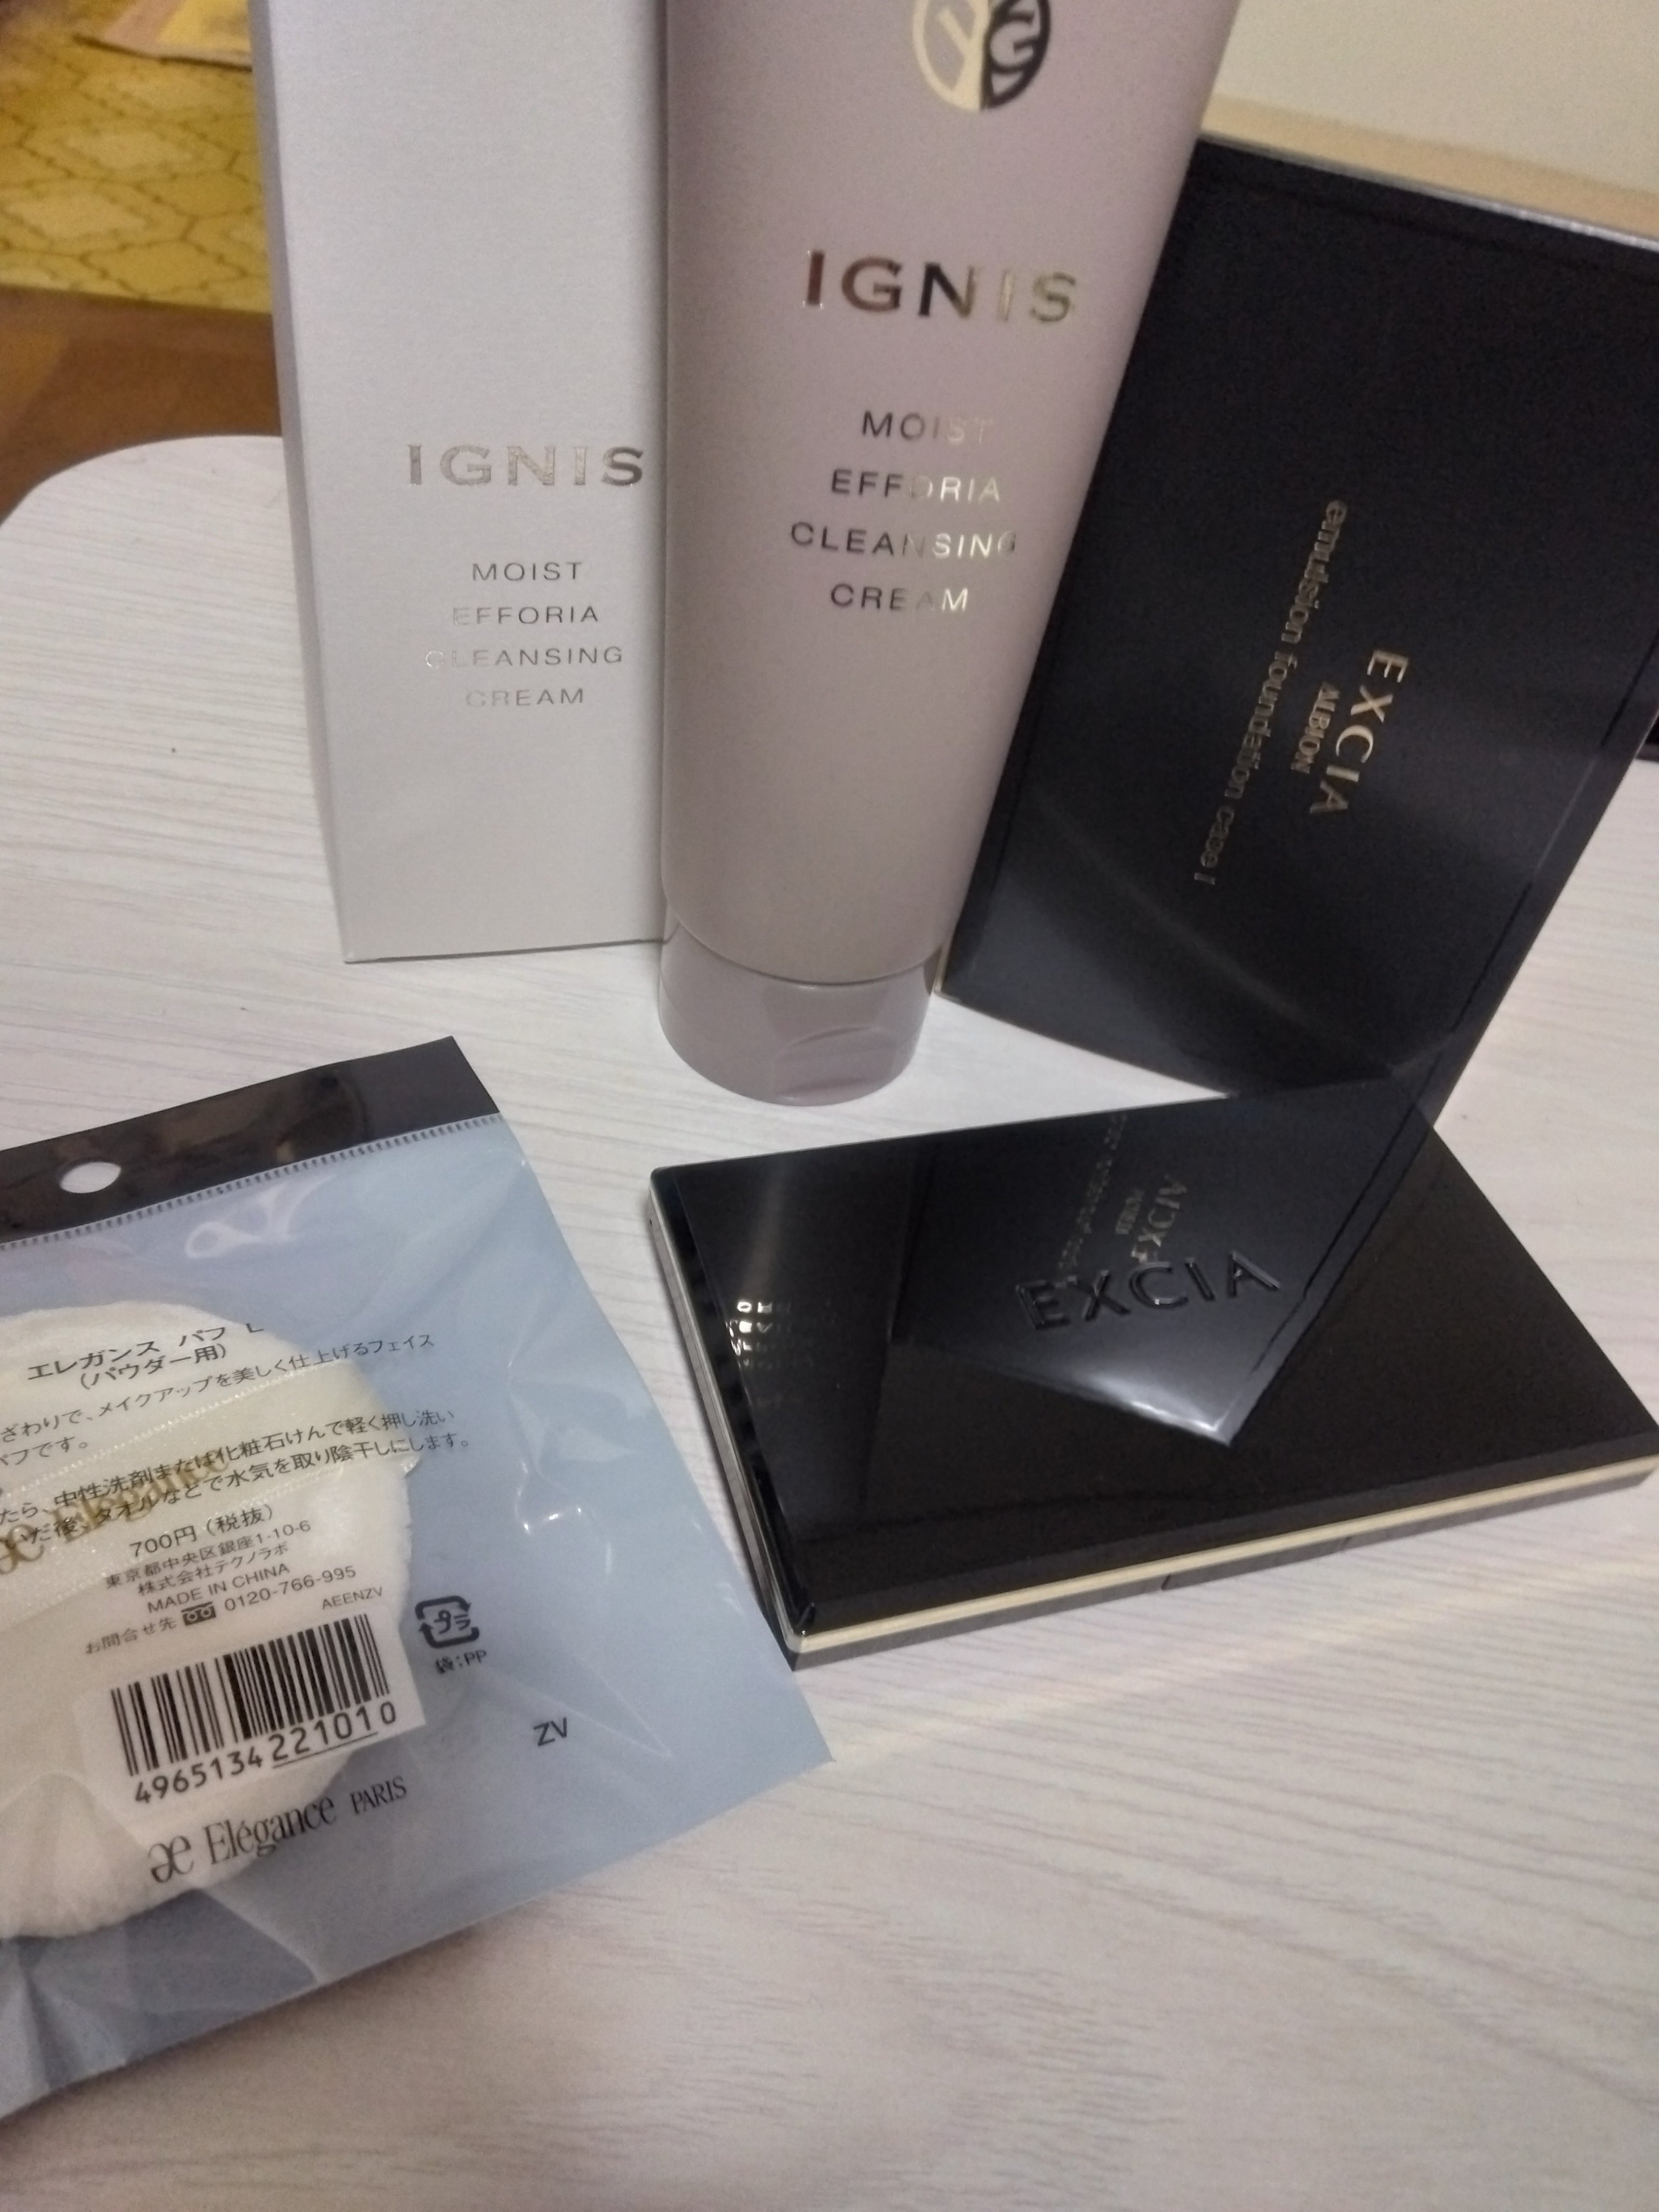 IGNIS
MOIST
EFFORIA
CLEANSING
CREAM
IGNIS
MOIST
EFFORIA
CLEANSING
CREAM
EXCIA
ALBION
emulsion foundation case I
EXCIA
エレガンス パフ L
(パウダー用)
ざわりで、メイクアップを美しく仕上げるフェイス
パフです。
たら、中性洗剤または化粧石けんで軽く押し洗い
いだ後、タオルなどで水気を取り陰干しにします。
æ Elégance
700円(税抜)
東京都中央区銀座1-10-6
株式会社テクノラボ
MADE IN CHINA
お問合せ先 0120-766-995
AEENZV
4965134221010
プラ
袋:PP
ZV
æ Elégance PARIS